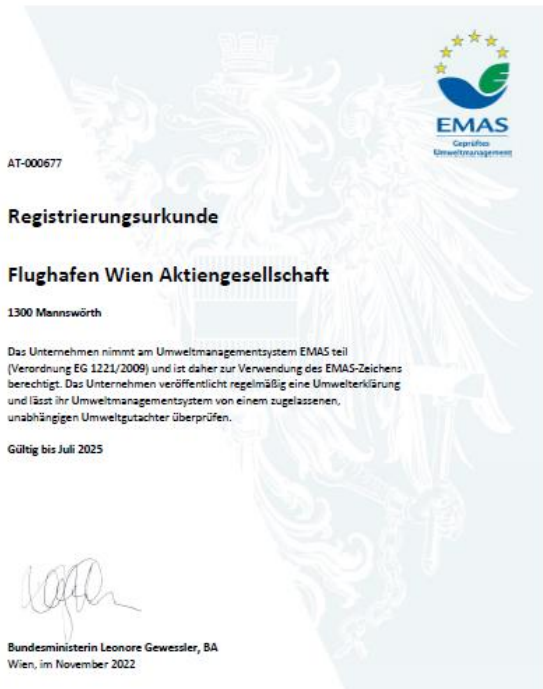 EMAS
Geprüftes
Umweltmanagement
AT-000677
Registrierungsurkunde
Flughafen Wien Aktiengesellschaft
1300 Mannswörth
Das Unternehmen nimmt am Umweltmanagementsystem EMAS teil
(Verordnung EG 1221/2009) und ist daher zur Verwendung des EMAS-Zeichens
berechtigt. Das Unternehmen veröffentlicht regelmäßig eine Umwelterklärung
und lässt ihr Umweltmanagementsystem von einem zugelassenen,
unabhängigen Umweltgutachter überprüfen.
Gültig bis Juli 2025
Bundesministerin Leonore Gewessler, BA
Wien, im November 2022